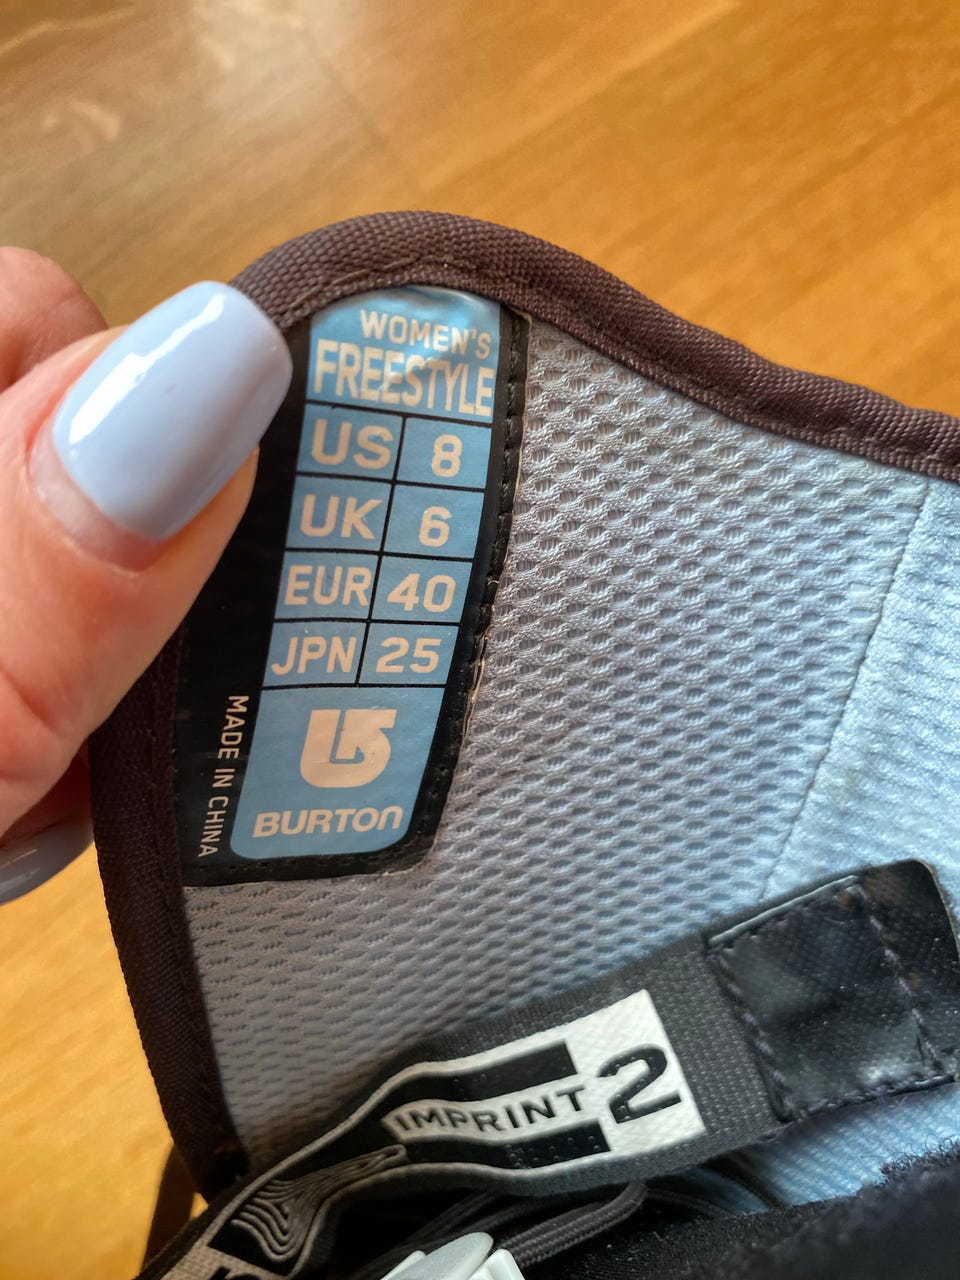 WOMEN'S
FREESTYLE
US 8
UK 6
EUR 40
JPN 25
BURTON
MADE IN CHINA
IMPRINT 2